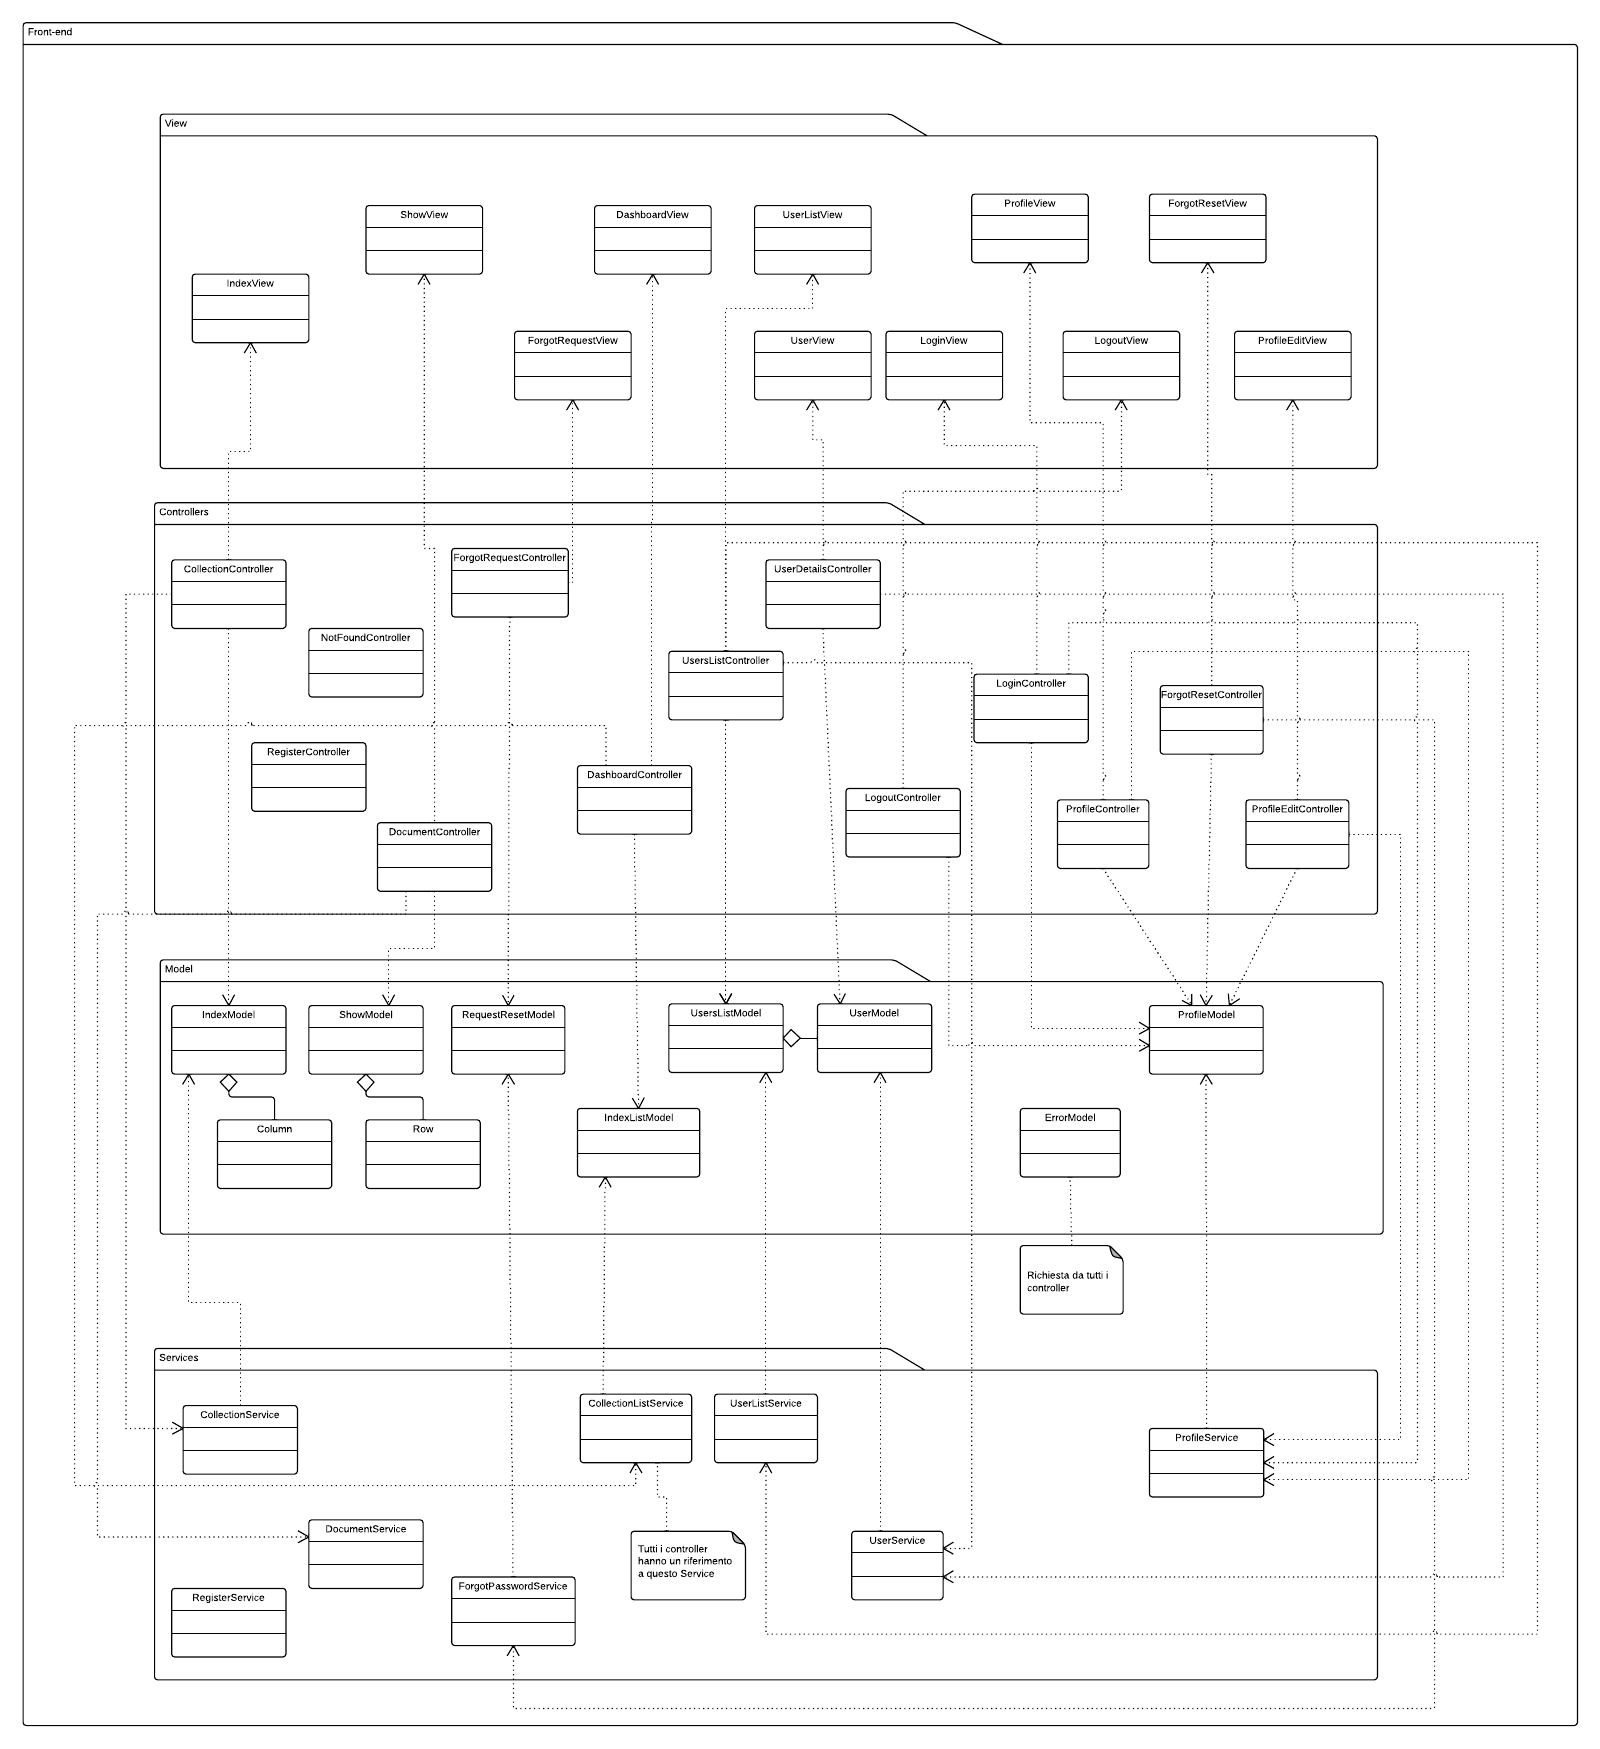 Front-end
View
ProfileView
ForgotResetView
ShowView
DashboardView
UserListView
IndexView
ForgotRequestView
UserView
LoginView
LogoutView
ProfileEditView
Controllers
ForgotRequestController
CollectionController
UserDetailsController
NotFoundController
UsersListController
LoginController
ForgotResetController
RegisterController
DashboardController
LogoutController
ProfileController
ProfileEditController
DocumentController
Model
IndexModel
ShowModel
RequestResetModel
UsersListModel
UserModel
ProfileModel
IndexListModel
ErrorModel
Column
Row
Richiesta da tutti i
controller
Services
CollectionListService
UserListService
CollectionService
ProfileService
DocumentService
UserService
Tutti i controller
hanno un riferimento
a questo Service
ForgotPasswordService
RegisterService